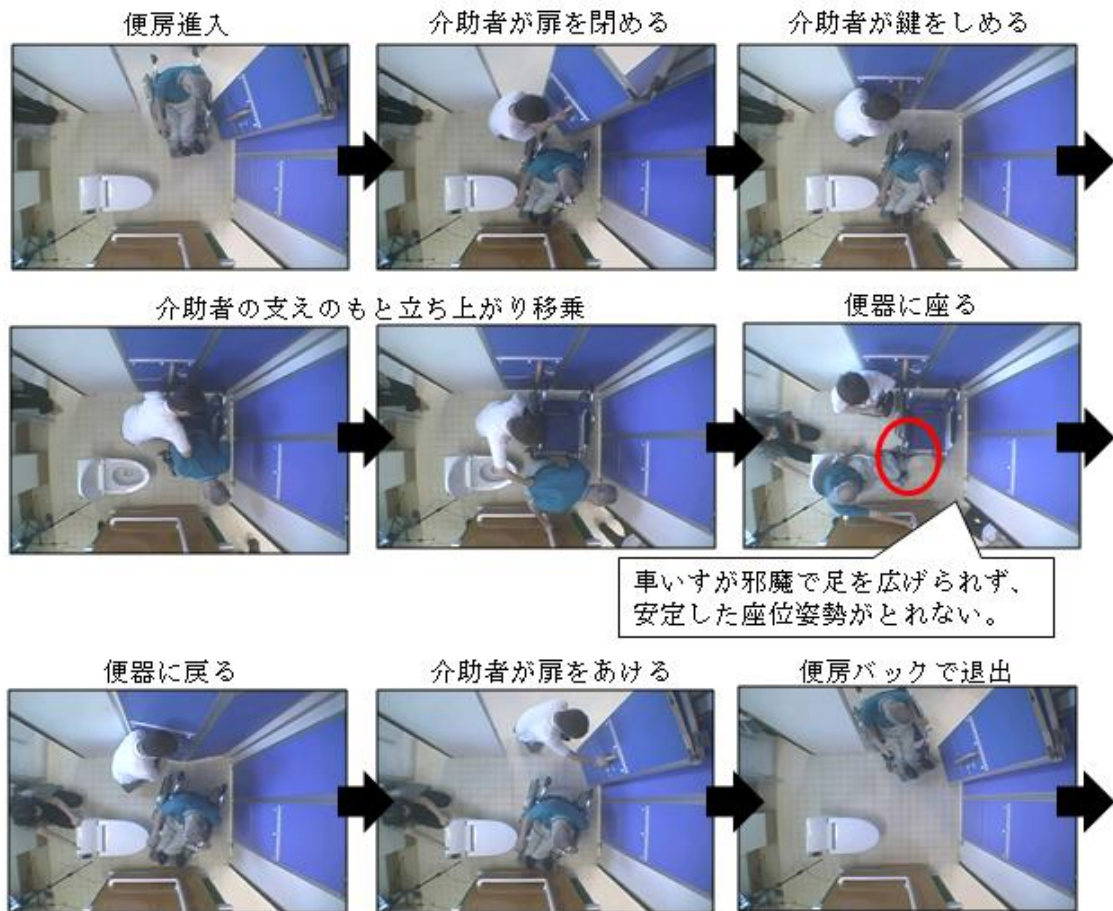 便房進入
介助者が扉を閉める
介助者が鍵をしめる
介助者の支えのもと立ち上がり移乗
便器に座る
車いすが邪魔で足を広げられず、
安定した座位姿勢がとれない。
便器に戻る
介助者が扉をあける
便房バックで退出